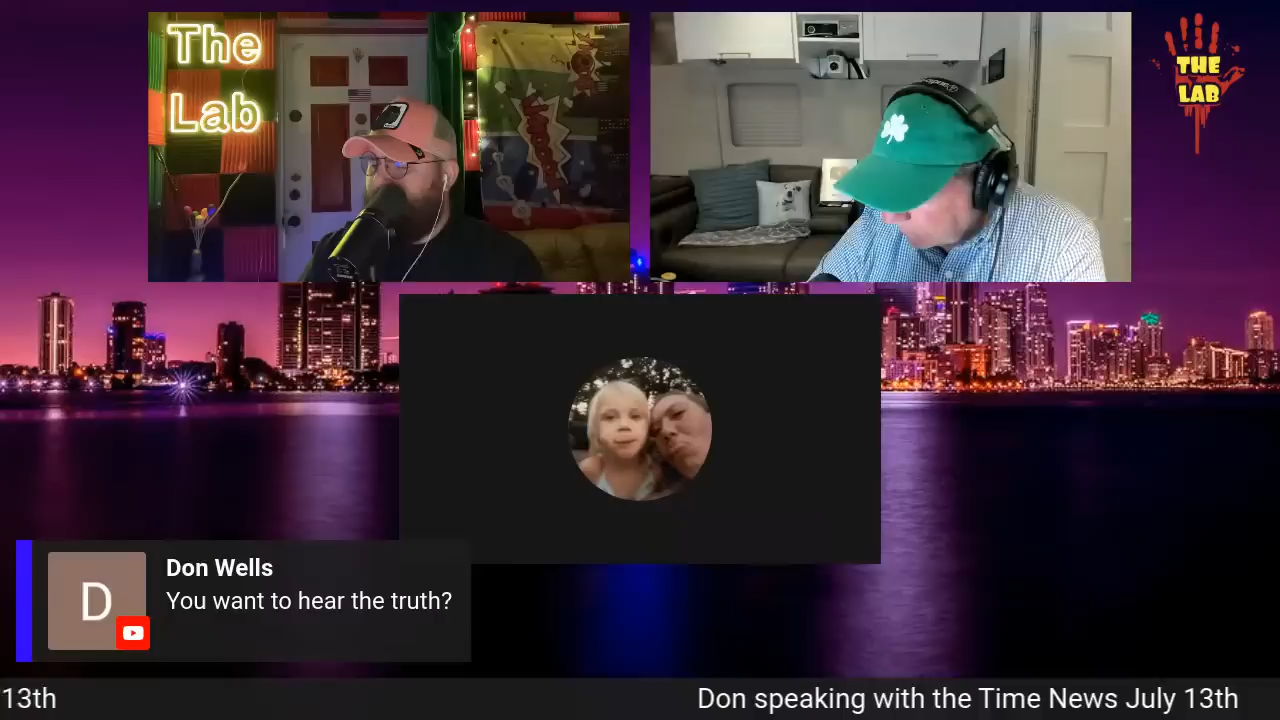 The
Lab
THE
LAB
D
Don Wells
You want to hear the truth?
13th
Don speaking with the Time News July 13th